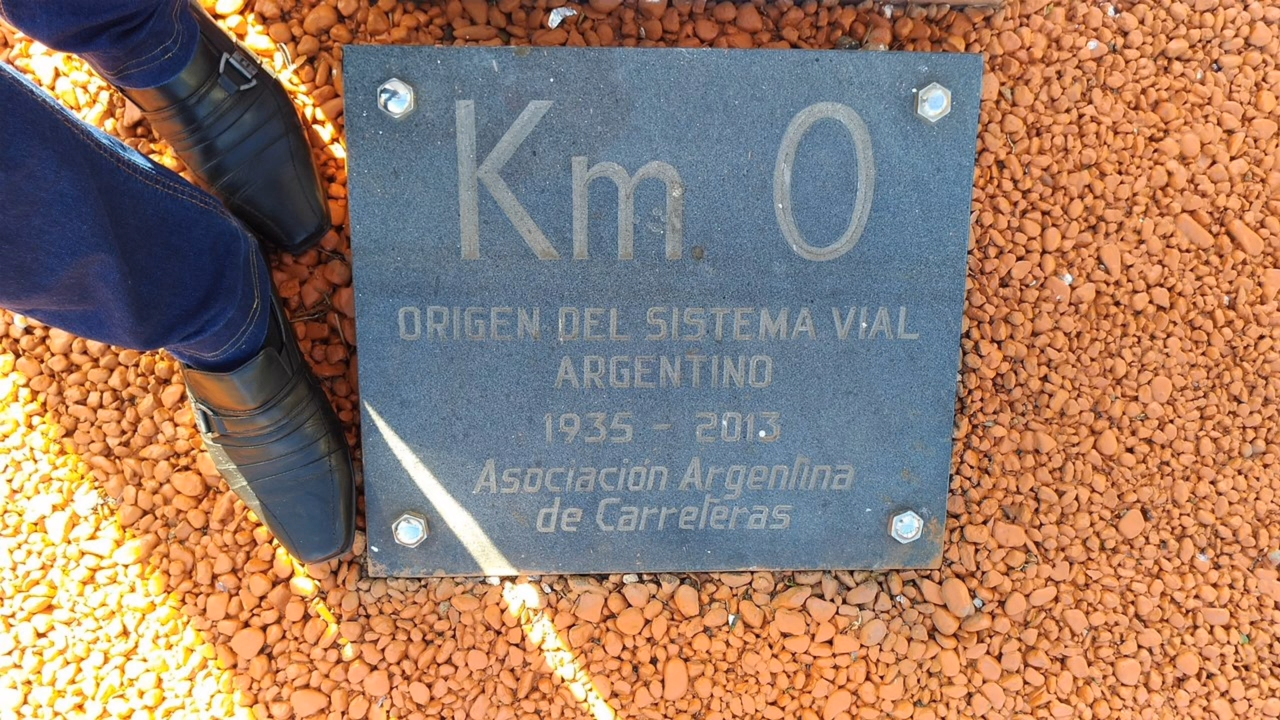 Km 0
ORIGEN DEL SISTEMA VIAL
ARGENTINO
1935 - 2013
Asociación Argentina
de Carreteras